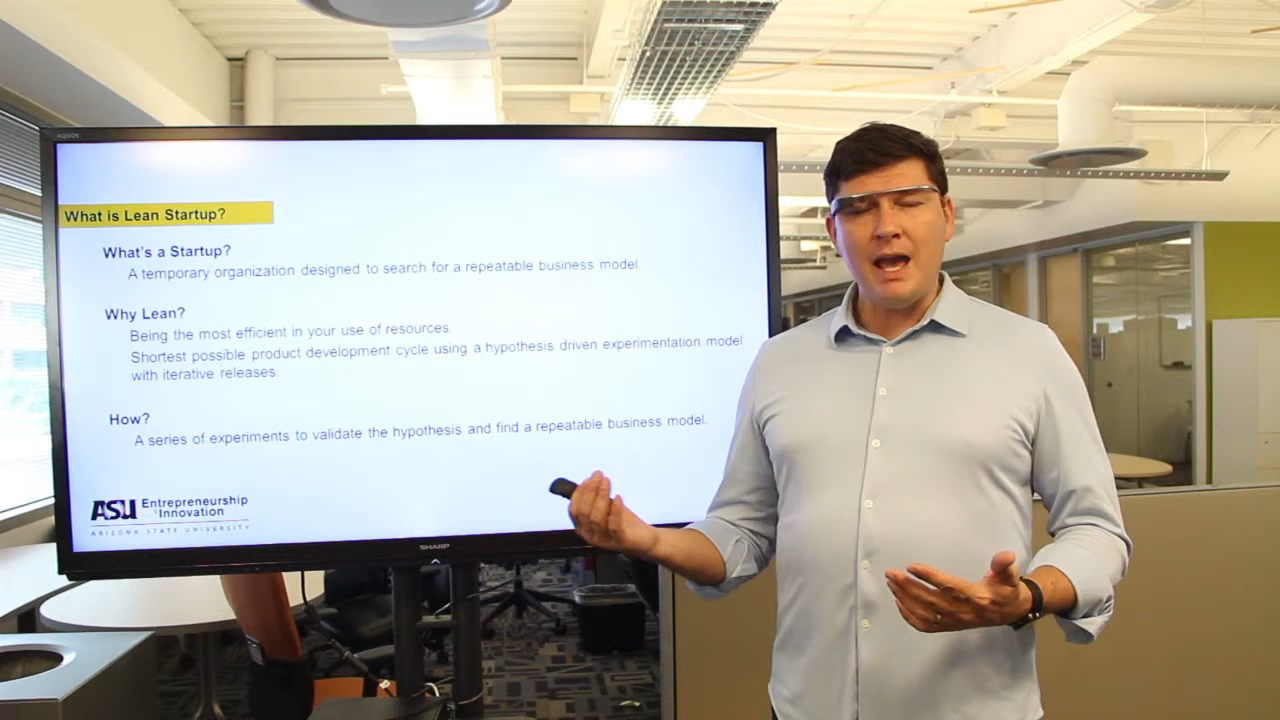 AQUOS
What is Lean Startup?
What's a Startup?
A temporary organization designed to search for a repeatable business model.
Why Lean?
Being the most efficient in your use of resources.
Shortest possible product development cycle using a hypothesis driven experimentation model
with iterative releases.
How?
A series of experiments to validate the hypothesis and find a repeatable business model.
ASU Entrepreneurship
+Innovation
ARIZONA STATE UNIVERSITY
SHARP